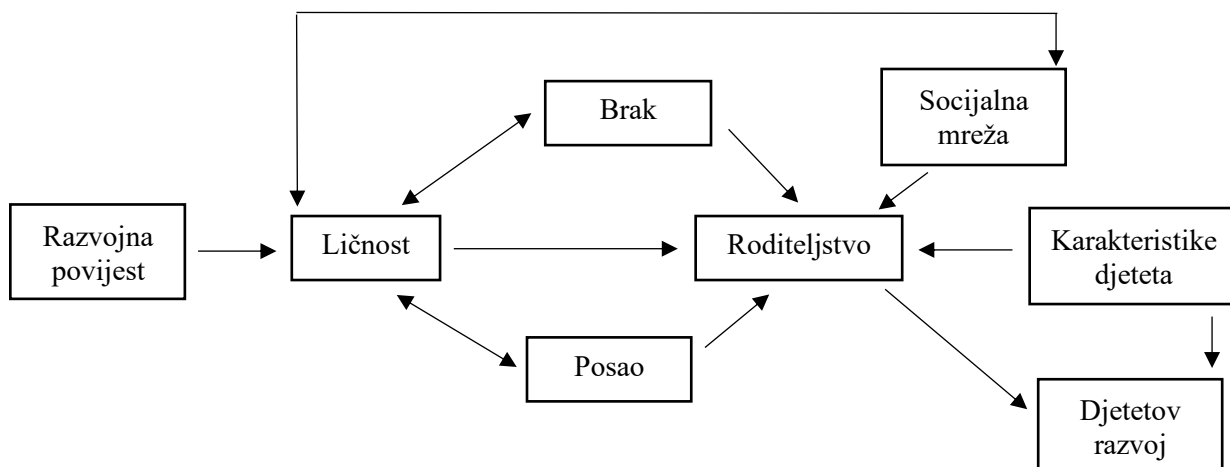 Brak
Socijalna
mreža
Razvojna
povijest
Ličnost
Roditeljstvo
Karakteristike
djeteta
Posao
Djetetov
razvoj